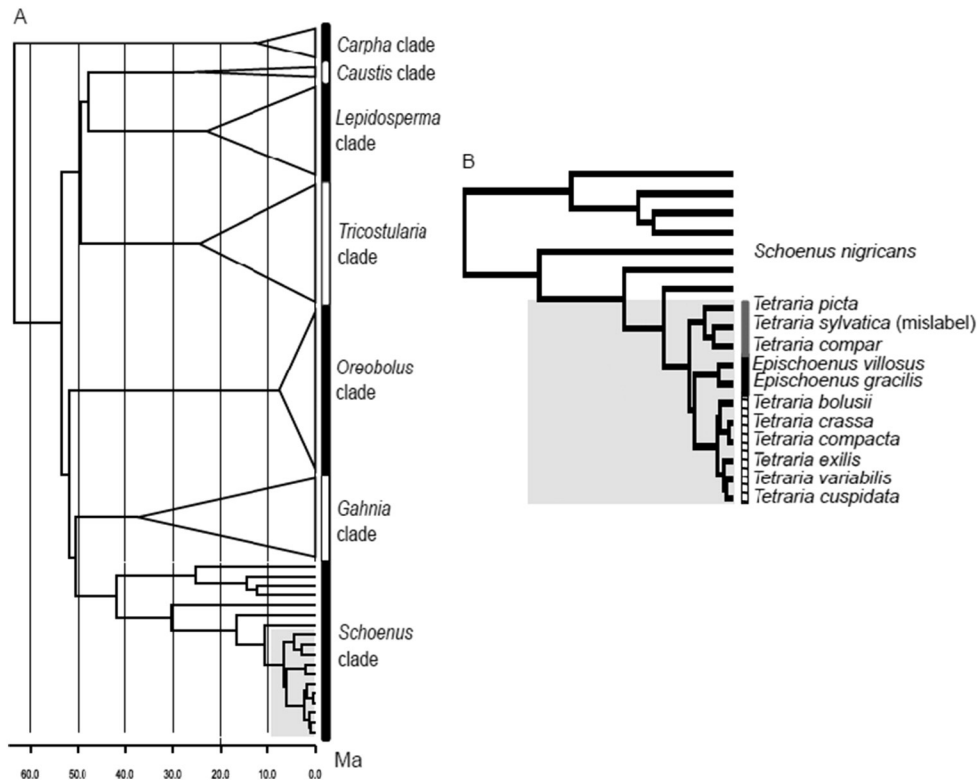 A
Carpha clade
Caustis clade
Lepidosperma
clade
Tricostularia
clade
Oreobolus
clade
Gahnia
clade
Schoenus
clade
Ma
60.0 50.0 40.0 30.0 20.0 10.0 0.0
B
Schoenus nigricans
Tetraria picta
Tetraria sylvatica (mislabel)
Tetraria compar
Epischoenus villosus
Epischoenus gracilis
Tetraria bolusii
Tetraria crassa
Tetraria compacta
Tetraria exilis
Tetraria variabilis
Tetraria cuspidata